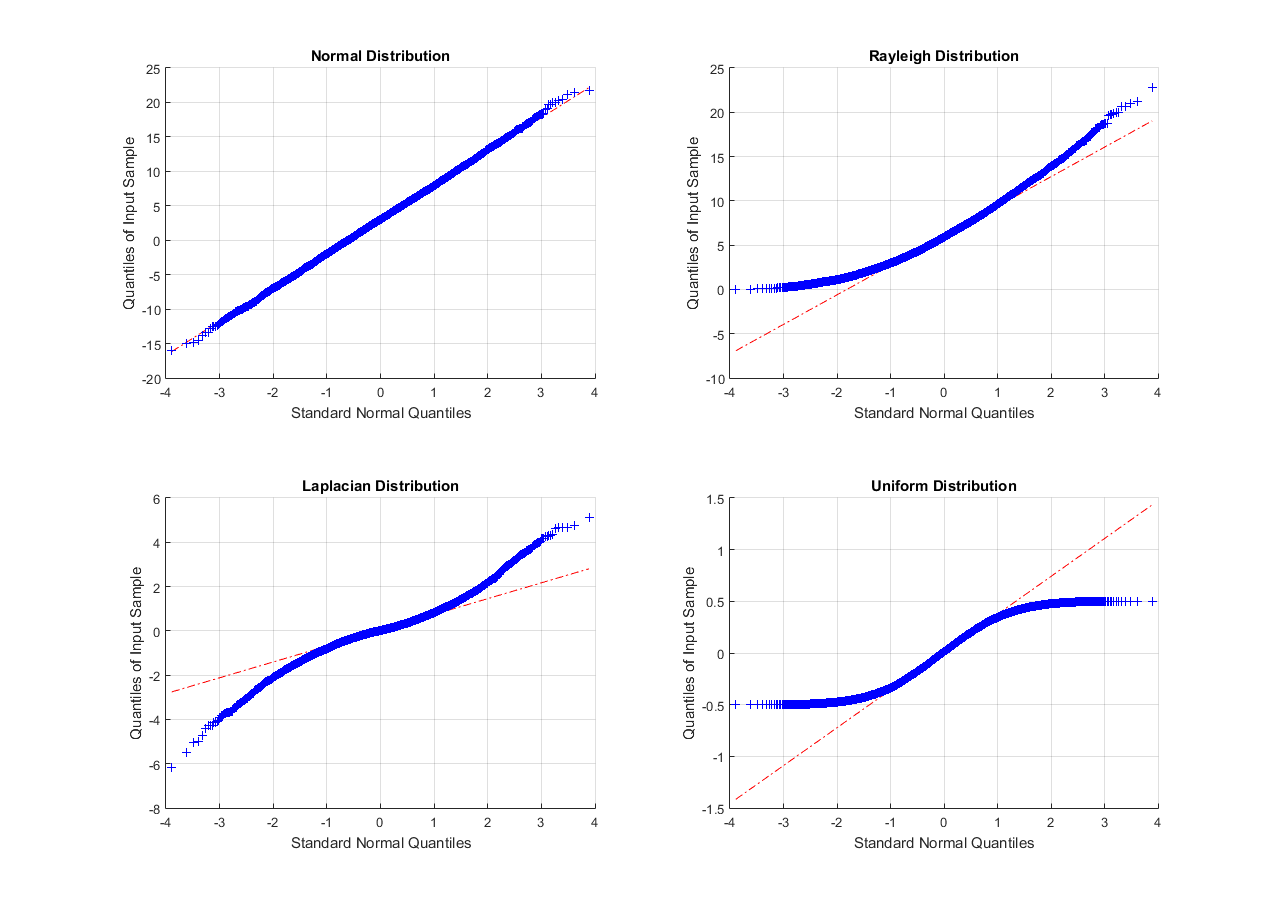 Normal Distribution
25
20
15
10
5
0
-5
-10
-15
-20
Quantiles of Input Sample
-4 -3 -2 -1 0 1 2 3 4
Standard Normal Quantiles
Rayleigh Distribution
25
20
15
10
5
0
-5
-10
Quantiles of Input Sample
-4 -3 -2 -1 0 1 2 3 4
Standard Normal Quantiles
Laplacian Distribution
6
4
2
0
-2
-4
-6
-8
Quantiles of Input Sample
-4 -3 -2 -1 0 1 2 3 4
Standard Normal Quantiles
Uniform Distribution
1.5
1
0.5
0
-0.5
-1
-1.5
Quantiles of Input Sample
-4 -3 -2 -1 0 1 2 3 4
Standard Normal Quantiles